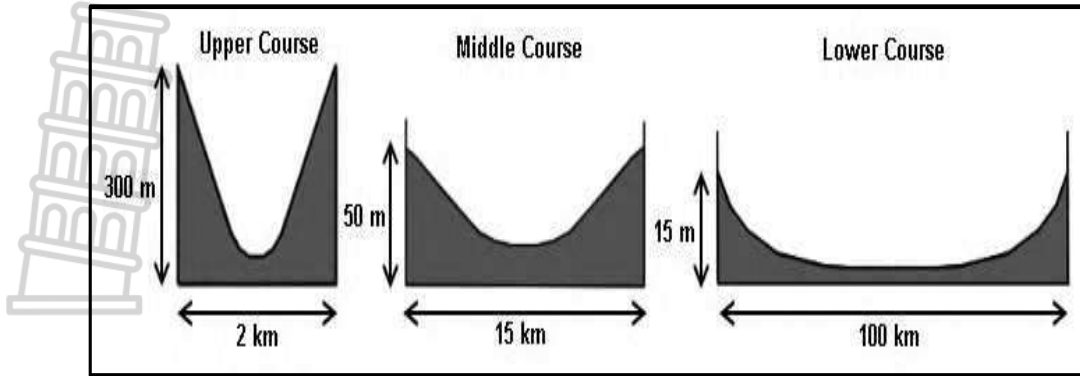 Upper Course
Middle Course
Lower Course
300 m
50 m
15 m
2 km
15 km
100 km